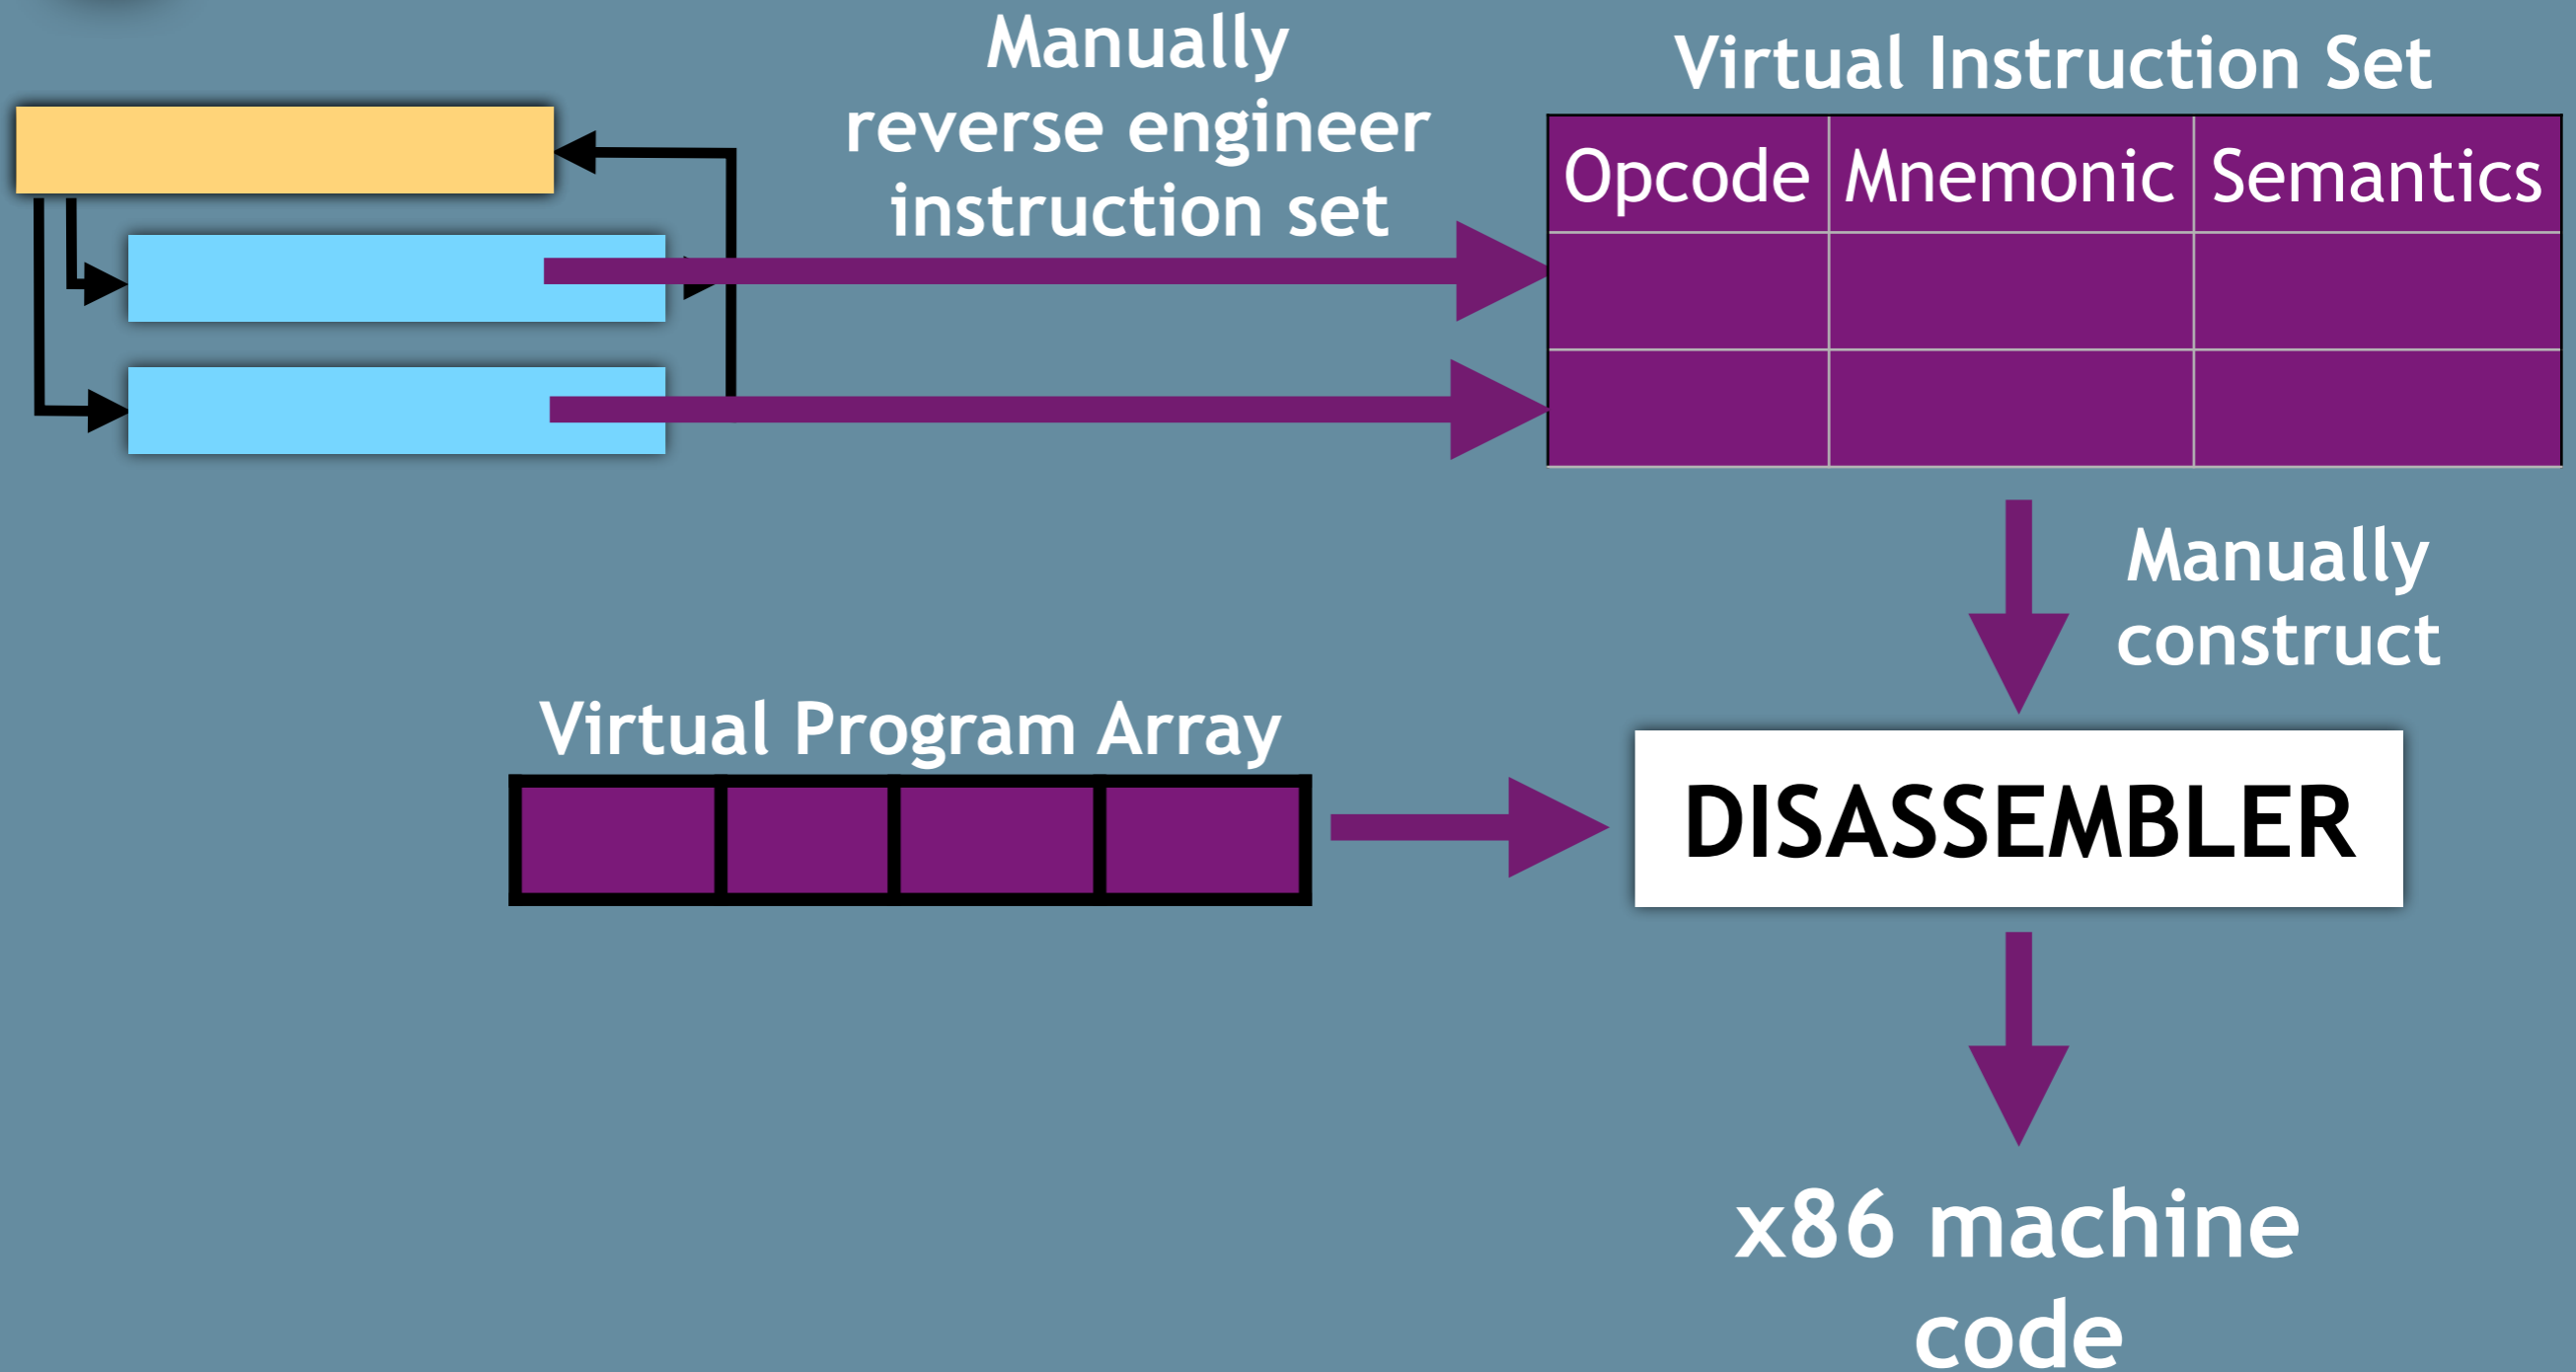 Manually
reverse engineer
instruction set
Virtual Instruction Set
Opcode Mnemonic Semantics
Manually
construct
Virtual Program Array
DISASSEMBLER
x86 machine
code